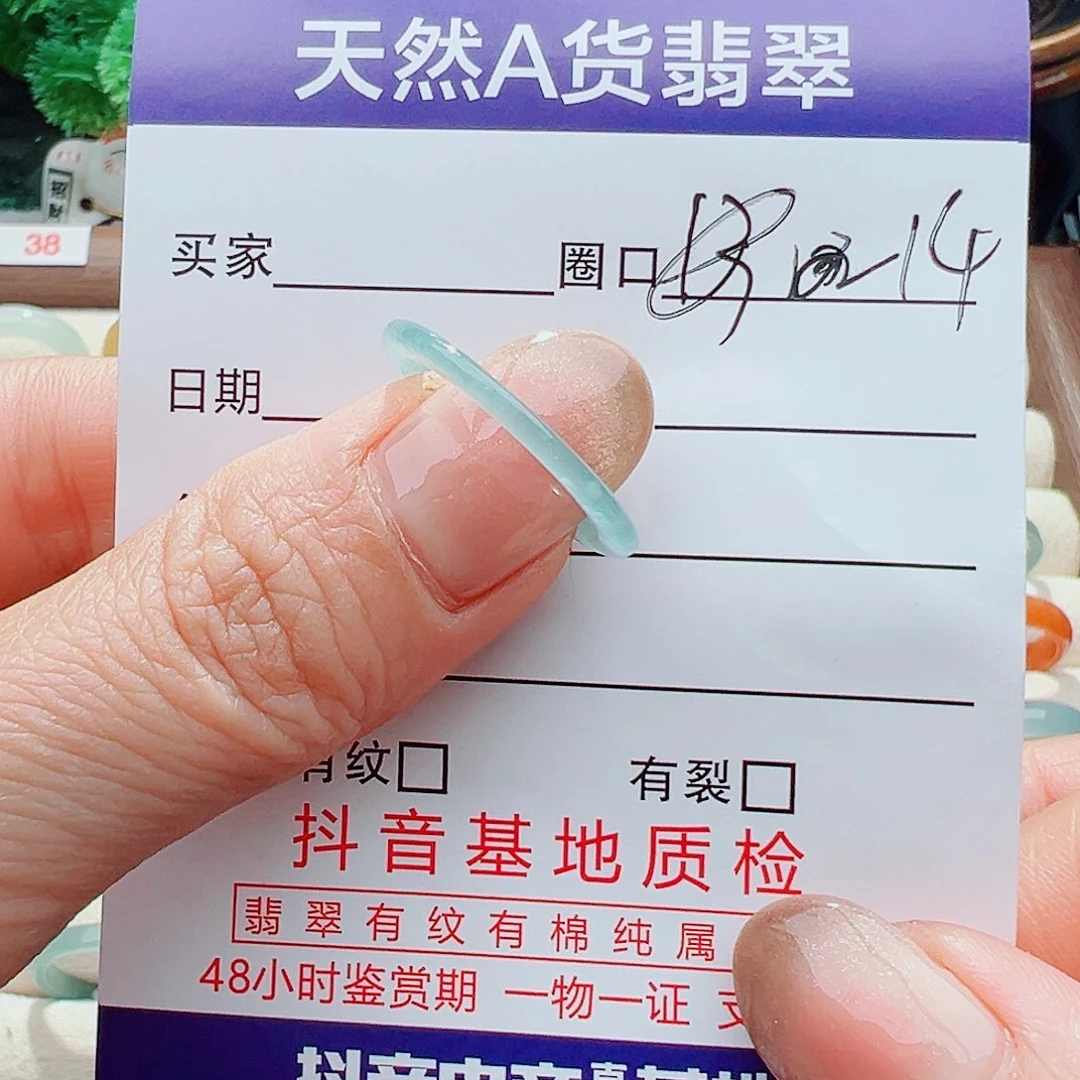 天然A货翡翠
38
买家 圈口 14
日期
有纹□ 有裂□
抖音基地质检
翡翠有纹有棉纯属
48小时鉴赏期 一物一证